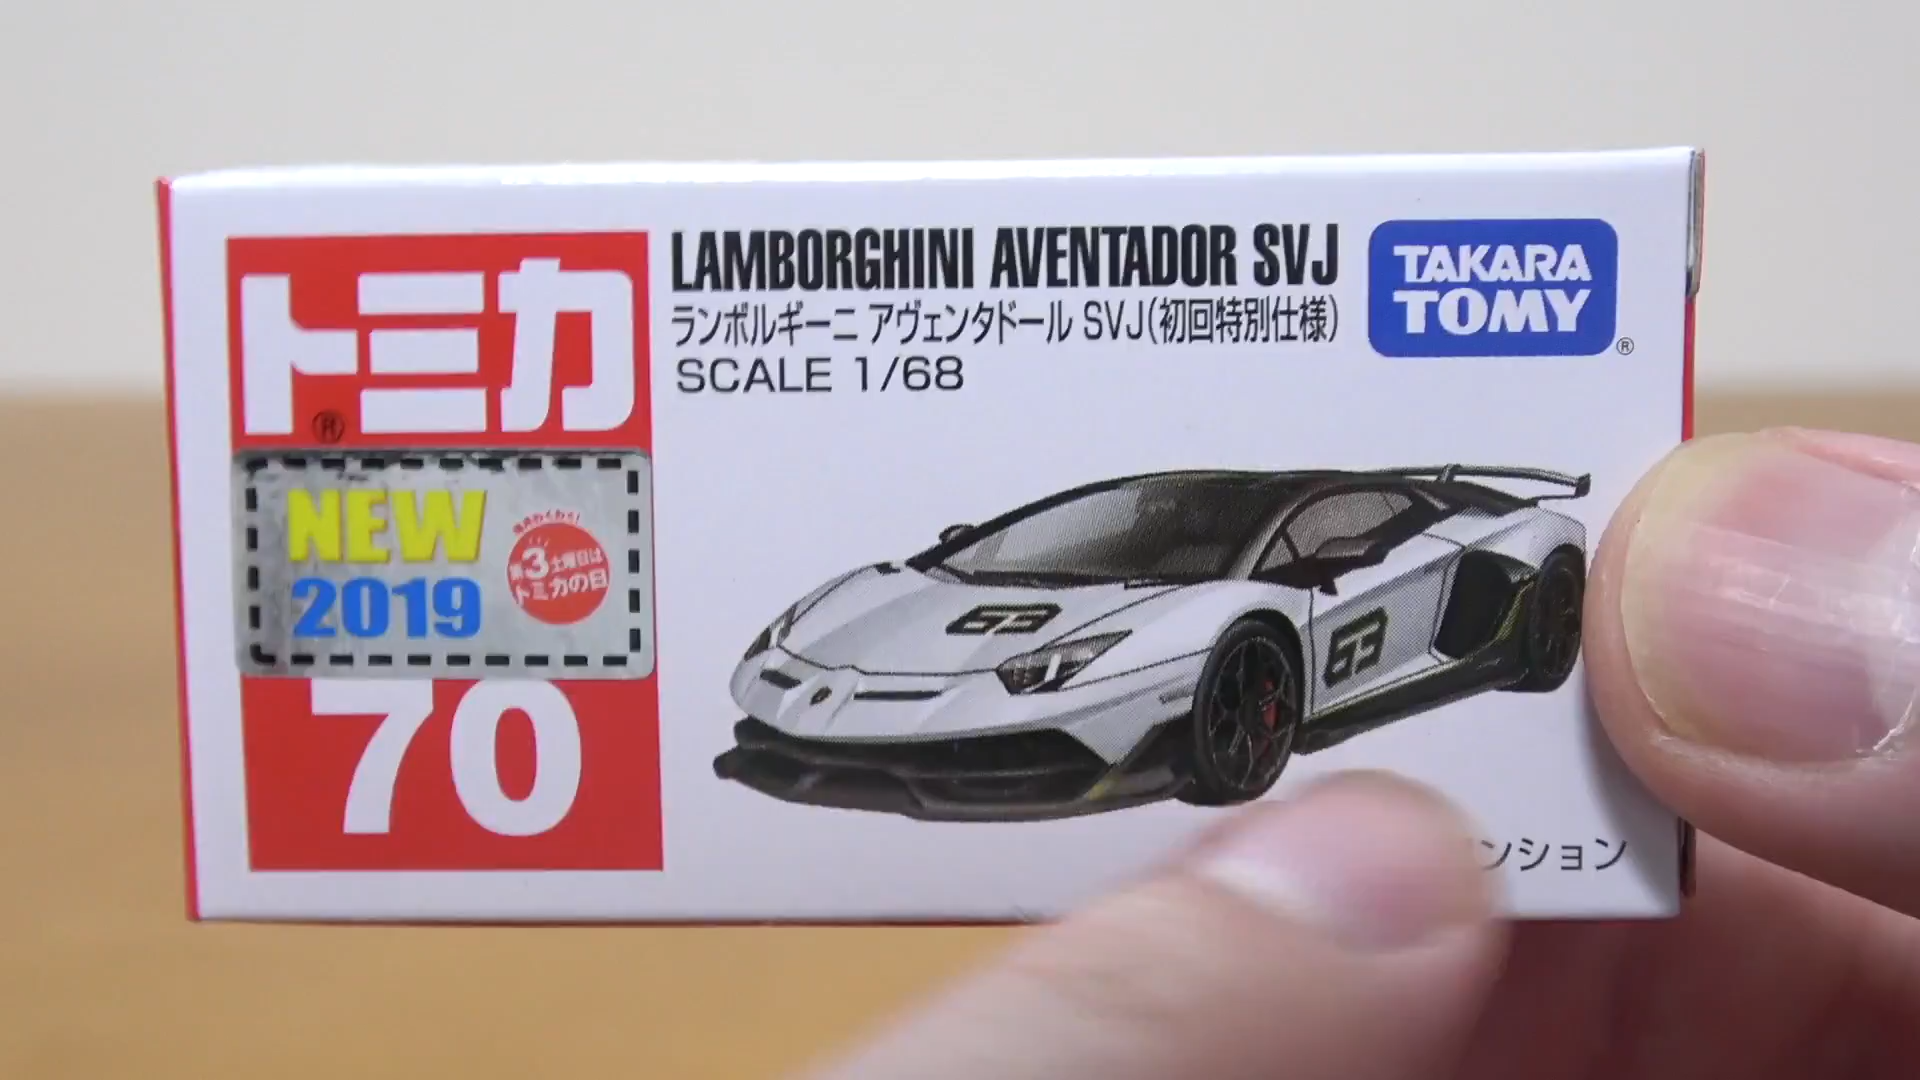 トミカ
®
NEW
2019
第3土曜日は
トミカの日
70
LAMBORGHINI AVENTADOR SVJ
ランボルギーニ アヴェンタドール SVJ(初回特別仕様)
SCALE 1/68
TAKARA
TOMY
®
63
63
ンション